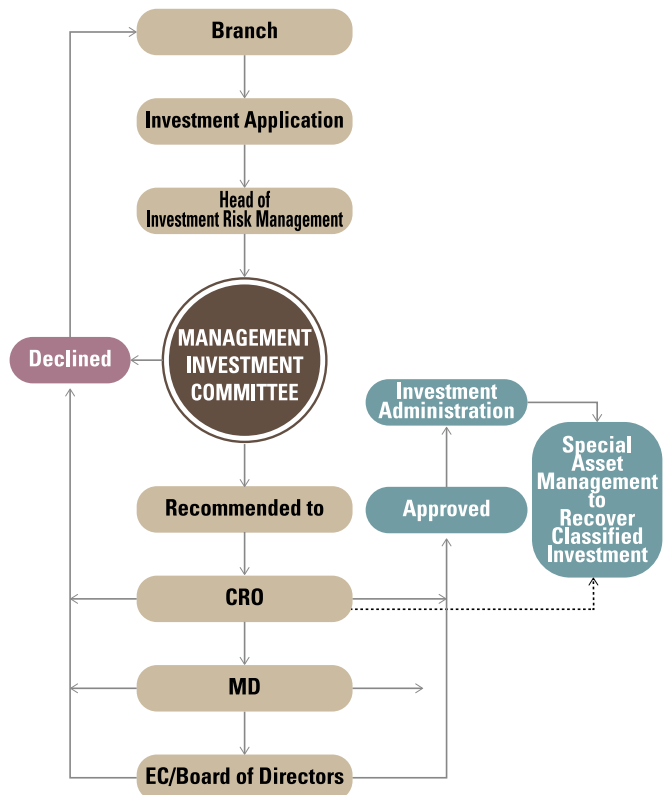 Branch
Investment Application
Head of
Investment Risk Management
MANAGEMENT
INVESTMENT
COMMITTEE
Declined
Investment
Administration
Special
Asset
Management
to
Recover
Classified
Investment
Recommended to
Approved
CRO
MD
EC/Board of Directors